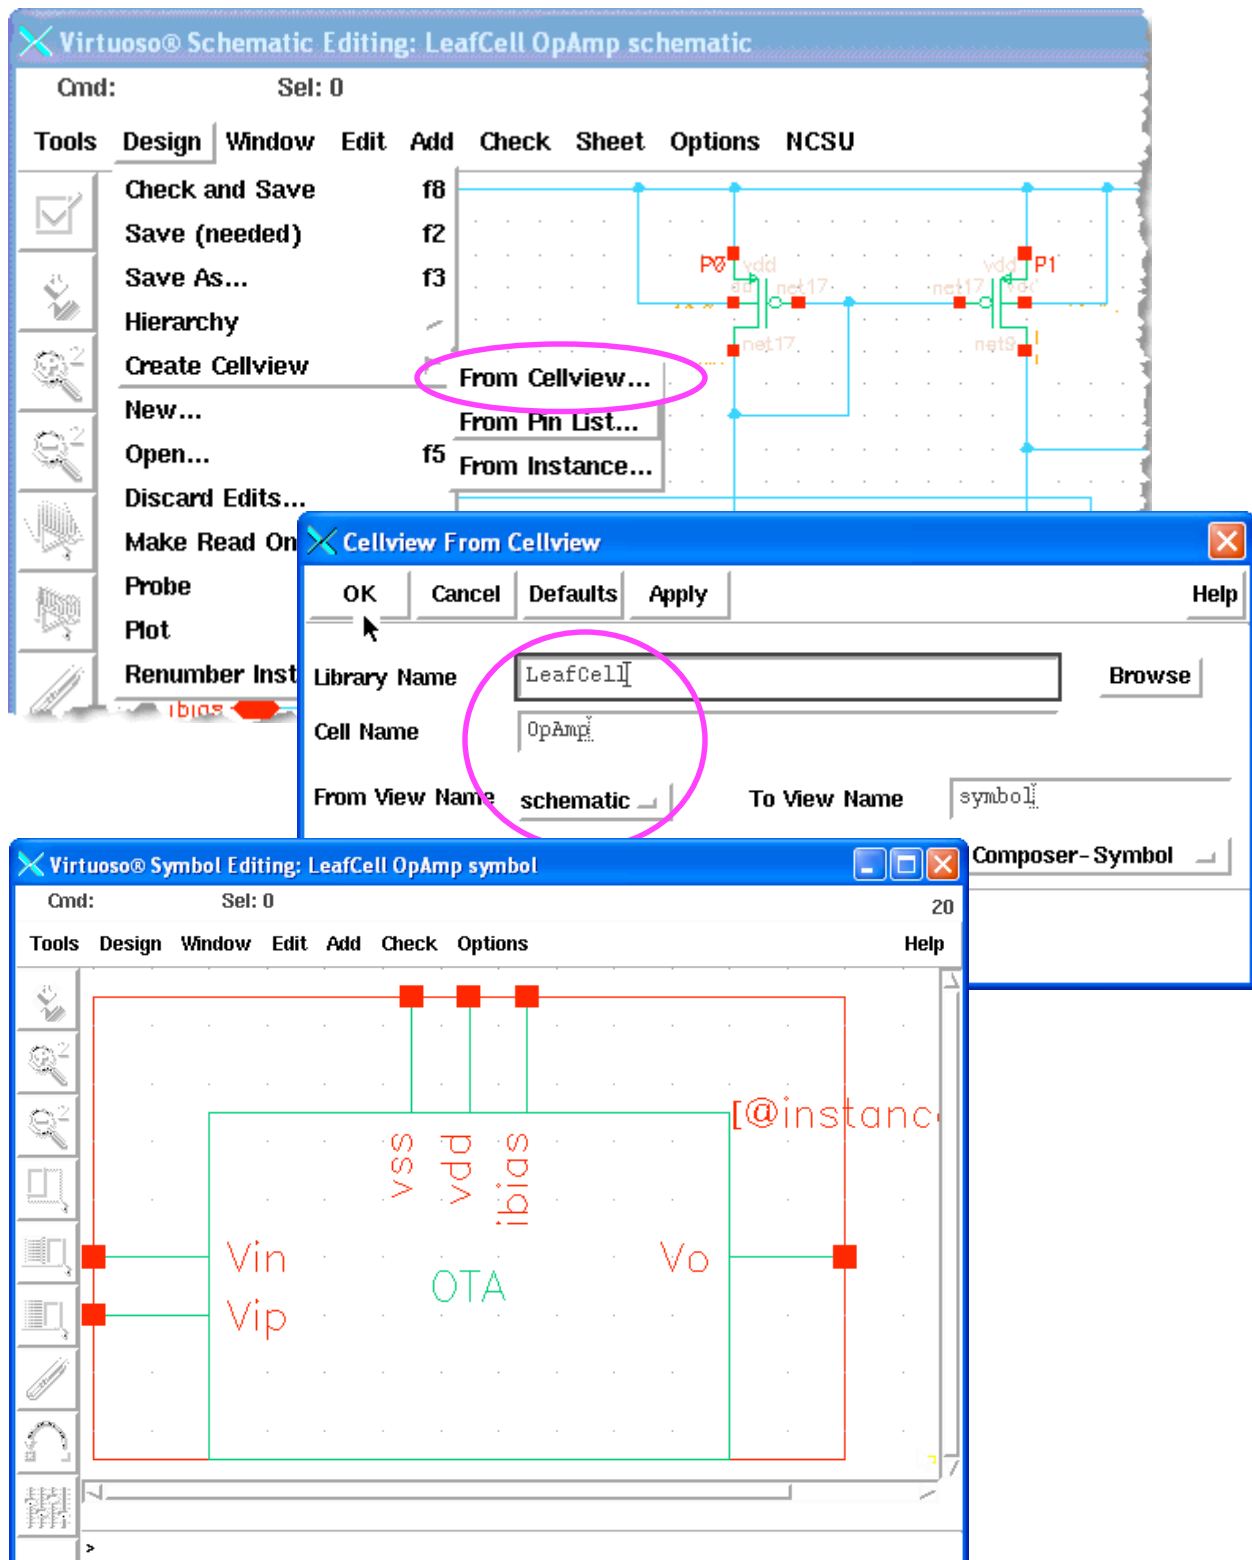 Virtuoso® Schematic Editing: LeafCell OpAmp schematic
Cmd: Sel: 0
Tools Design Window Edit Add Check Sheet Options NCSU
Check and Save f8
Save (needed) f2
Save As... f3
Hierarchy
Create Cellview
From Cellview...
New...
From Pin List...
Open... f5
From Instance...
Discard Edits...
Make Read On
Probe
Plot
Renumber Inst
ibias
P0 vdd vdd P1
net17 net17
net17 net9
Cellview From Cellview
OK Cancel Defaults Apply Help
Library Name LeafCell Browse
Cell Name OpAmp
From View Name schematic To View Name symbol
Composer-Symbol
Virtuoso® Symbol Editing: LeafCell OpAmp symbol
Cmd: Sel: 0 20
Tools Design Window Edit Add Check Options Help
2
2
[@instanc
vss vdd ibias
Vin Vo
OTA
Vip
>